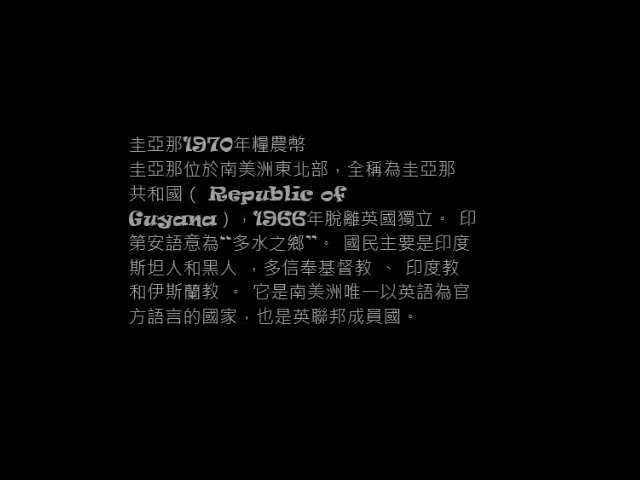 圭亞那1970年糧農幣
圭亞那位於南美洲東北部，全稱為圭亞那
共和國（ Republic of
Guyana），1966年脫離英國獨立。 印
第安語意為“多水之鄉”。 國民主要是印度
斯坦人和黑人 ，多信奉基督教 、 印度教
和伊斯蘭教 。 它是南美洲唯一以英語為官
方語言的國家，也是英聯邦成員國。